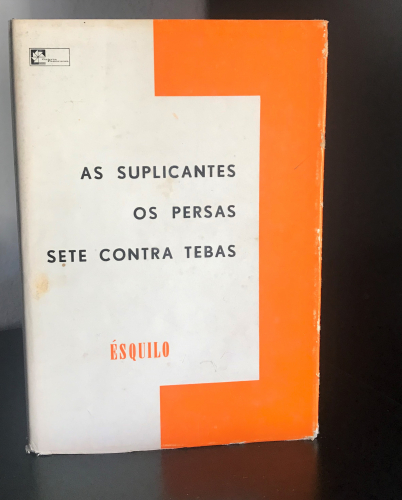 AS SUPLICANTES
OS PERSAS
SETE CONTRA TEBAS
ÉSQUILO